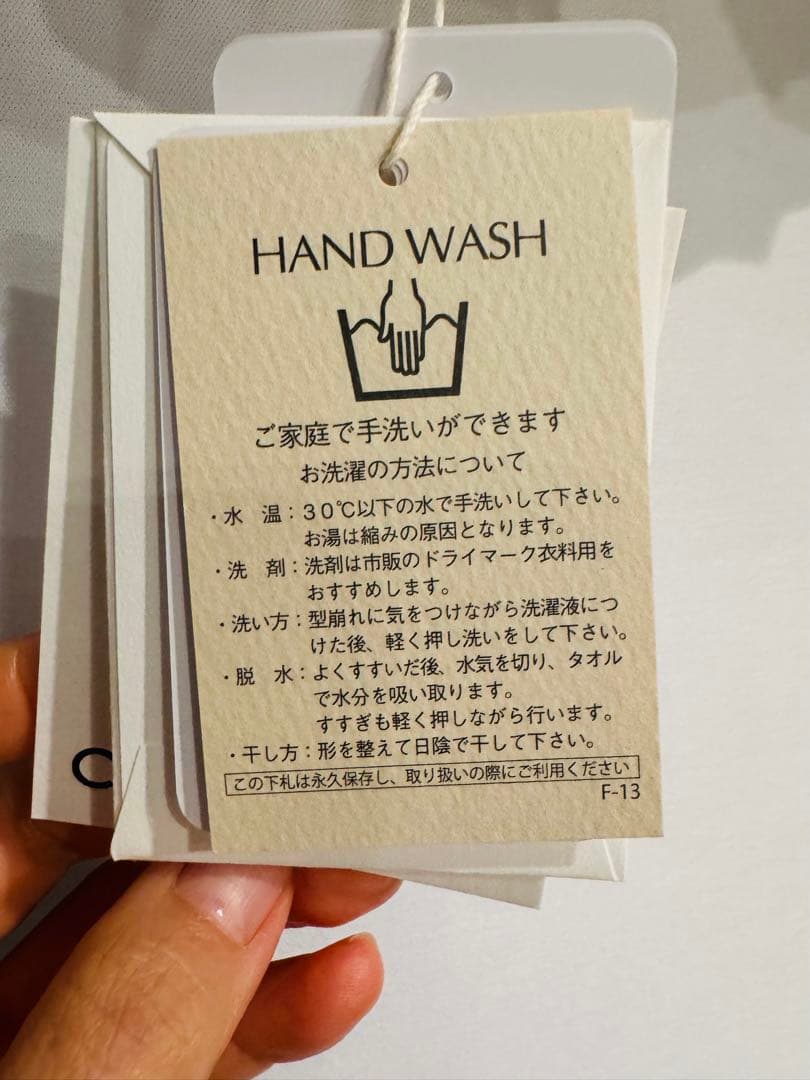 HAND WASH
ご家庭で手洗いができます
お洗濯の方法について
・水　温：３０℃以下の水で手洗いして下さい。
お湯は縮みの原因となります。
・洗　剤：洗剤は市販のドライマーク衣料用を
おすすめします。
・洗い方：型崩れに気をつけながら洗濯液につ
けた後、軽く押し洗いをして下さい。
・脱　水：よくすすいだ後、水気を切り、タオル
で水分を吸い取ります。
すすぎも軽く押しながら行います。
・干し方：形を整えて日陰で干して下さい。
この下札は永久保存し、取り扱いの際にご利用ください
F-13